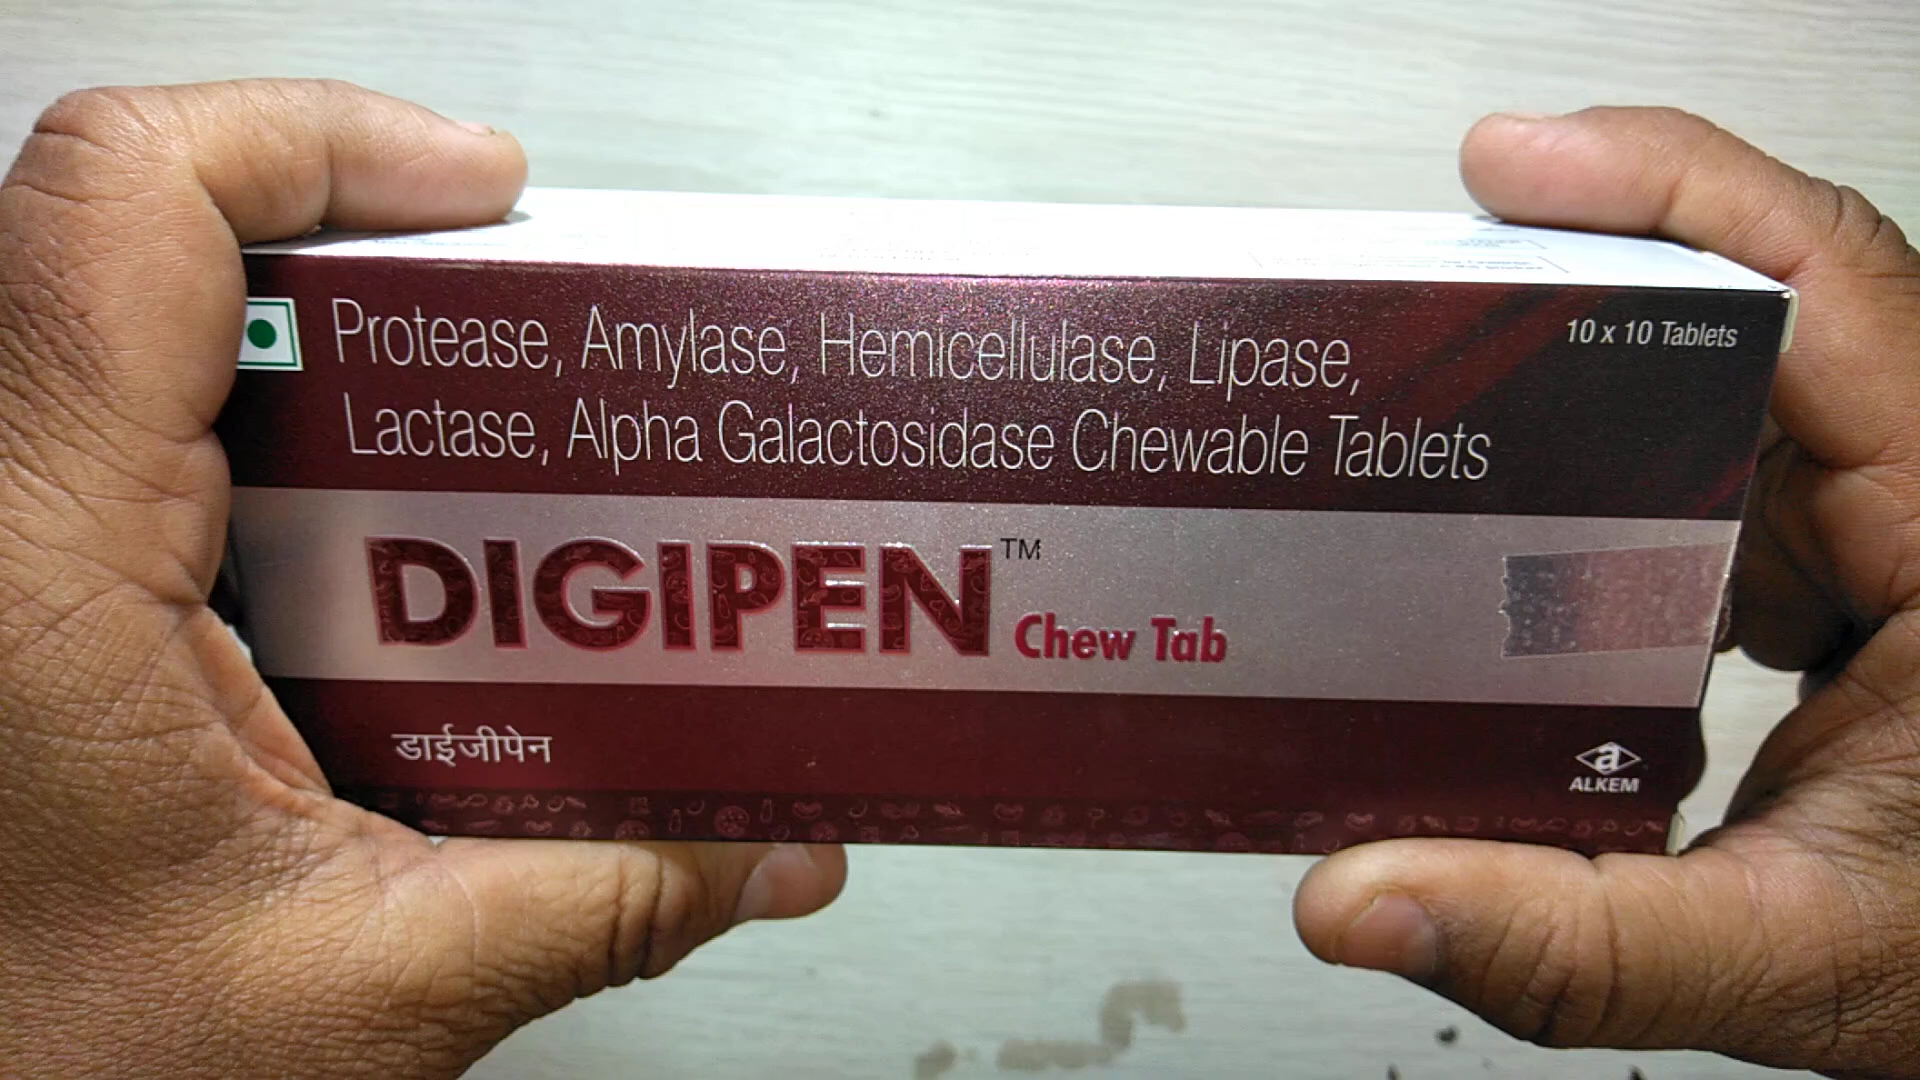 Protease, Amylase, Hemicellulase, Lipase,
Lactase, Alpha Galactosidase Chewable Tablets
10 x 10 Tablets
DIGIPEN™ Chew Tab
डाईजीपेन
a
ALKEM